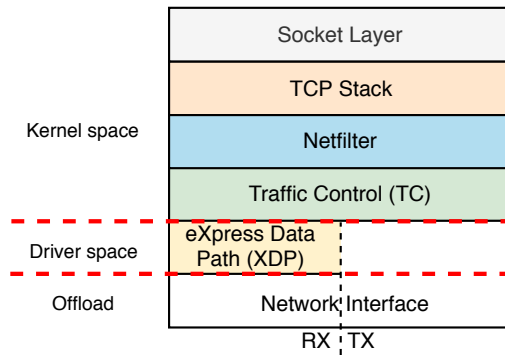 Socket Layer
TCP Stack
Kernel space
Netfilter
Traffic Control (TC)
eXpress Data
Path (XDP)
Driver space
Offload
Network Interface
RX TX